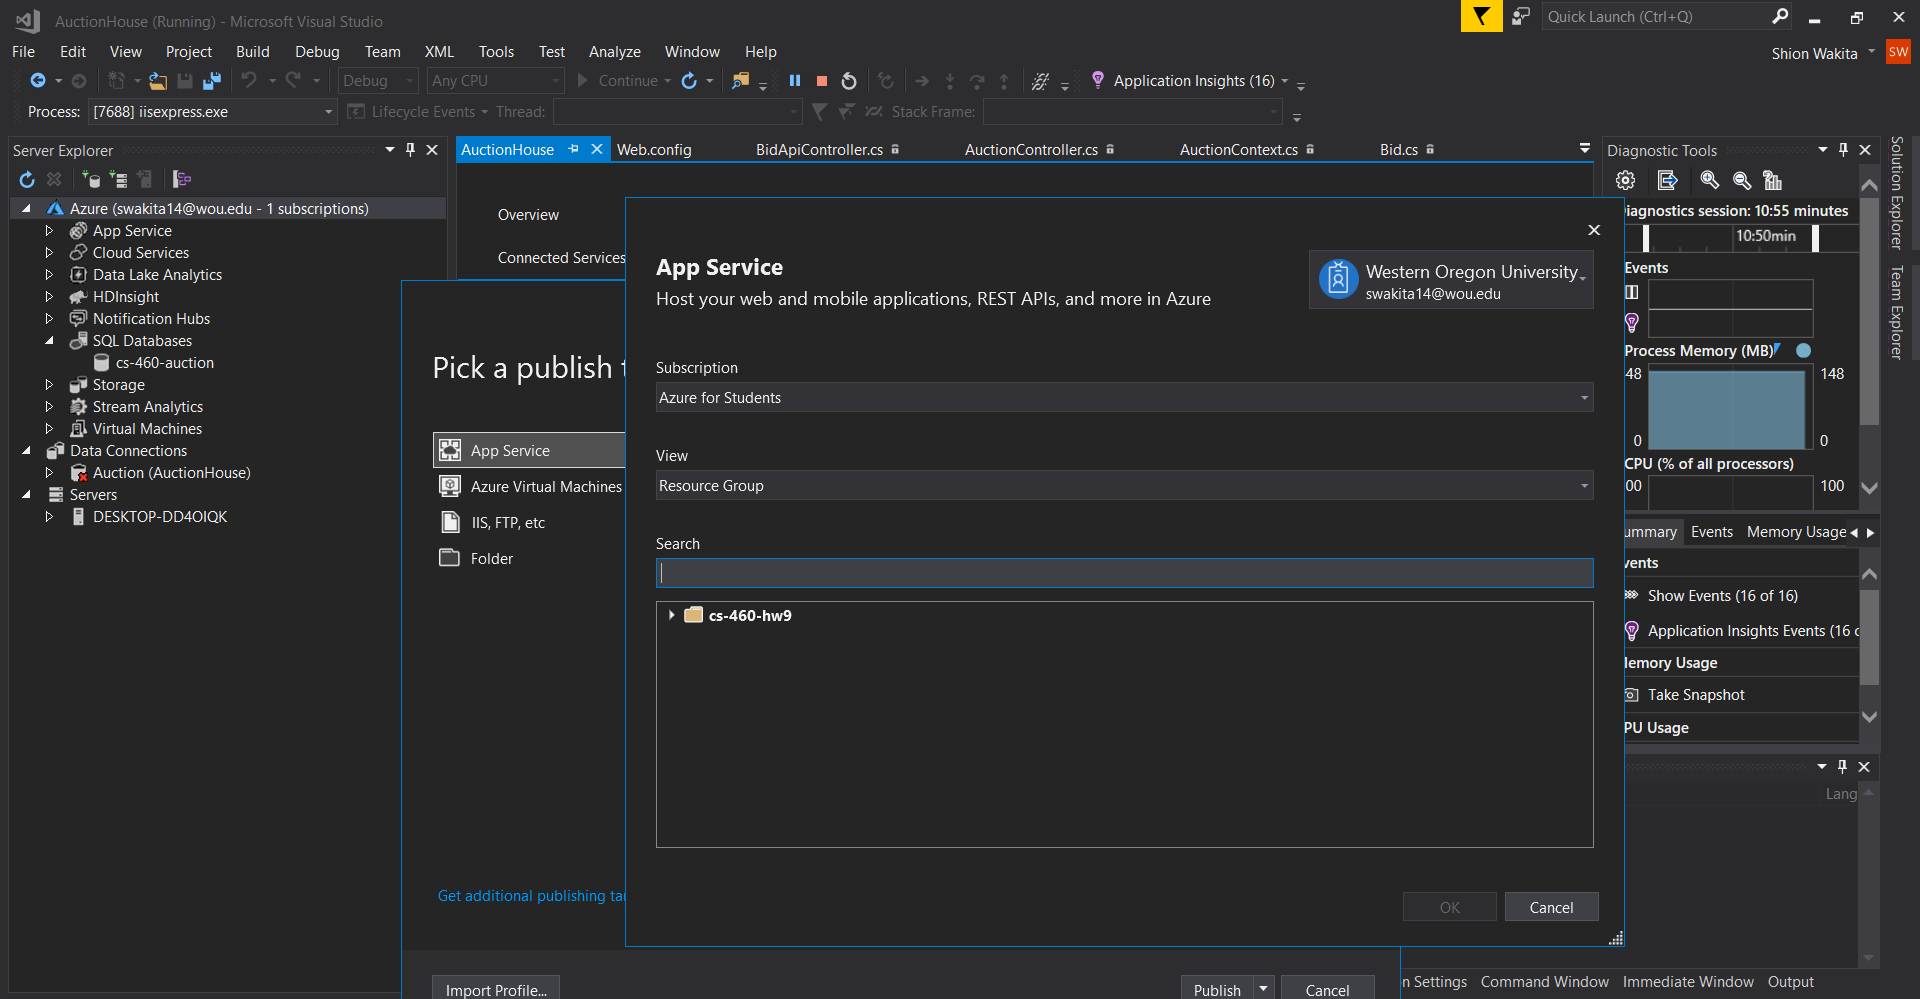 AuctionHouse (Running) - Microsoft Visual Studio
Quick Launch (Ctrl+Q)
File Edit View Project Build Debug Team XML Tools Test Analyze Window Help
Shion Wakita SW
Debug Any CPU Continue Application Insights (16)
Process: [7688] iisexpress.exe Lifecycle Events Thread: Stack Frame:
Server Explorer
Azure (swakita14@wou.edu - 1 subscriptions)
App Service
Cloud Services
Data Lake Analytics
HDInsight
Notification Hubs
SQL Databases
cs-460-auction
Storage
Stream Analytics
Virtual Machines
Data Connections
Auction (AuctionHouse)
Servers
DESKTOP-DD4OIQK
AuctionHouse Web.config BidApiController.cs AuctionController.cs AuctionContext.cs Bid.cs
Overview
Connected Services
Pick a publish t
App Service
Azure Virtual Machines
IIS, FTP, etc
Folder
Get additional publishing tar
Import Profile...
Publish
Cancel
App Service
Host your web and mobile applications, REST APIs, and more in Azure
Western Oregon University
swakita14@wou.edu
Subscription
Azure for Students
View
Resource Group
Search
cs-460-hw9
OK
Cancel
Diagnostic Tools
iagnostics session: 10:55 minutes
10:50min
Events
Process Memory (MB)
48 148
0 0
CPU (% of all processors)
00 100
ummary Events Memory Usage
vents
Show Events (16 of 16)
Application Insights Events (16 o
emory Usage
Take Snapshot
PU Usage
Lang
n Settings Command Window Immediate Window Output
Solution Explorer
Team Explorer